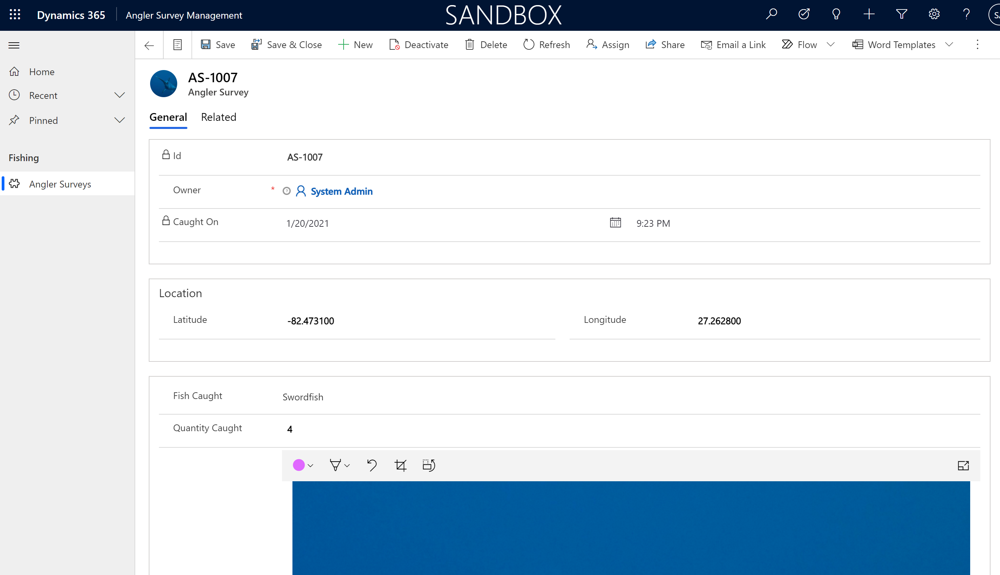 Dynamics 365 Angler Survey Management SANDBOX SA
Save Save & Close New Deactivate Delete Refresh Assign Share Email a Link Flow Word Templates
Home
Recent
Pinned
Fishing
Angler Surveys
AS-1007
Angler Survey
General Related
Id AS-1007
Owner * System Admin
Caught On 1/20/2021 9:23 PM
Location
Latitude -82.473100 Longitude 27.262800
Fish Caught Swordfish
Quantity Caught 4